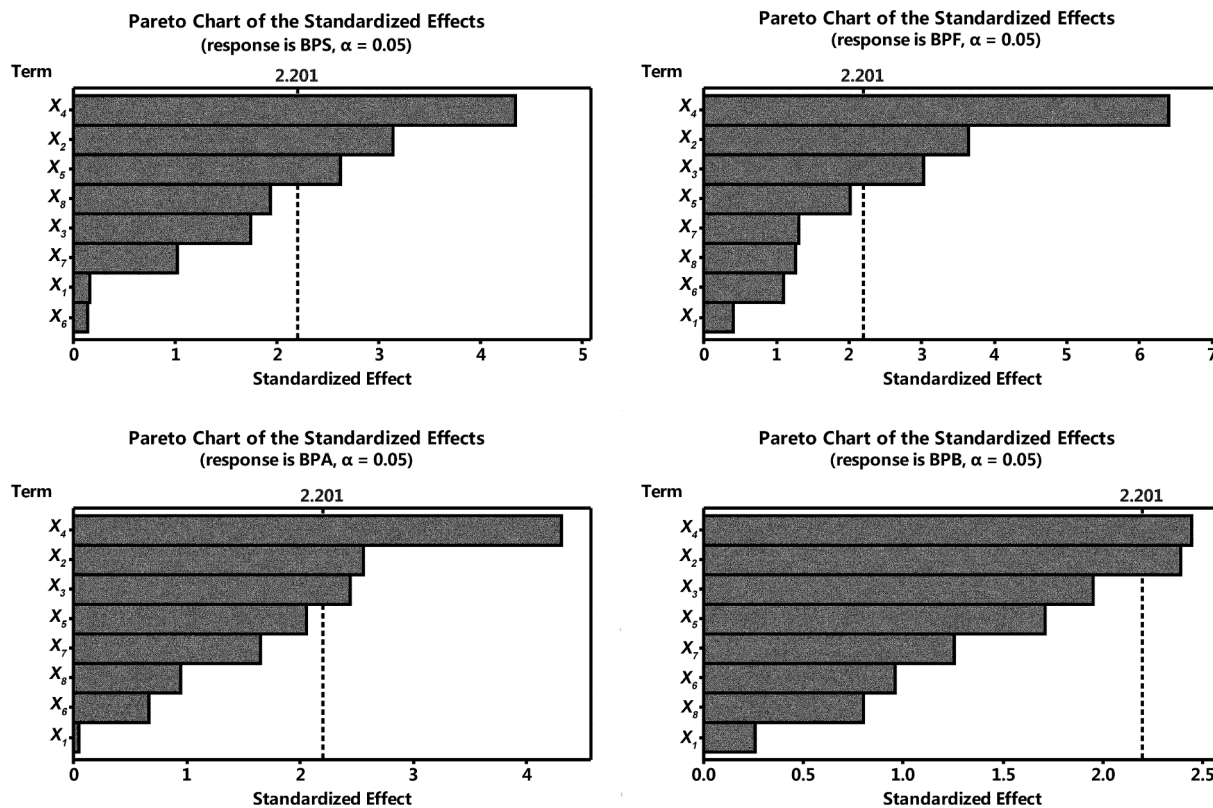 Pareto Chart of the Standardized Effects
(response is BPS, α = 0.05)
Term
2.201
X4
X2
X5
X8
X3
X7
X1
X6
0 1 2 3 4 5
Standardized Effect
Pareto Chart of the Standardized Effects
(response is BPF, α = 0.05)
Term
2.201
X4
X2
X3
X5
X7
X8
X6
X1
0 1 2 3 4 5 6 7
Standardized Effect
Pareto Chart of the Standardized Effects
(response is BPA, α = 0.05)
Term
2.201
X4
X2
X3
X5
X7
X8
X6
X1
0 1 2 3 4
Standardized Effect
Pareto Chart of the Standardized Effects
(response is BPB, α = 0.05)
Term
2.201
X4
X2
X3
X5
X7
X6
X8
X1
0.0 0.5 1.0 1.5 2.0 2.5
Standardized Effect